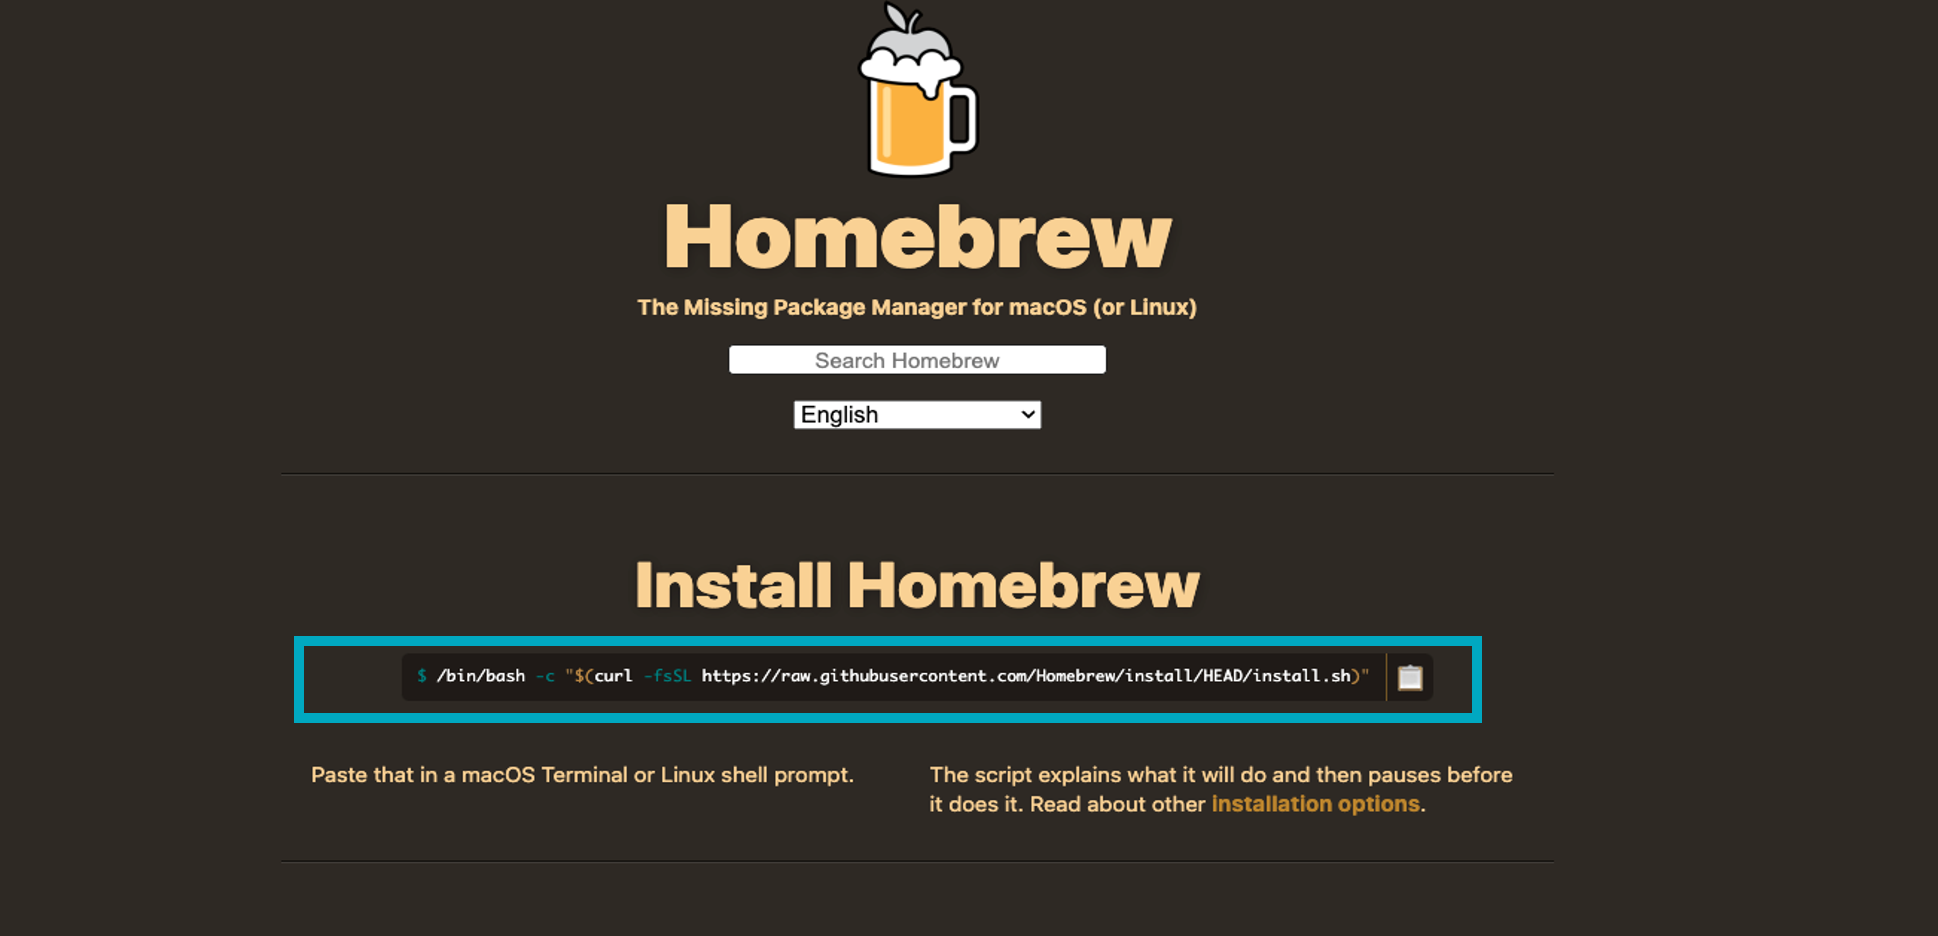 Homebrew
The Missing Package Manager for macOS (or Linux)
Search Homebrew
English
Install Homebrew
$ /bin/bash -c "$(curl -fsSL https://raw.githubusercontent.com/Homebrew/install/HEAD/install.sh)"
Paste that in a macOS Terminal or Linux shell prompt.
The script explains what it will do and then pauses before
it does it. Read about other installation options.